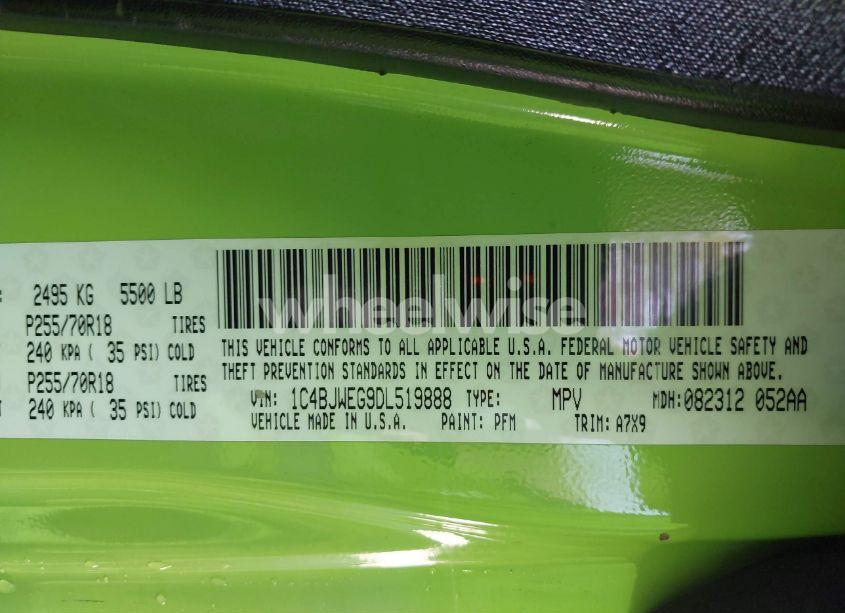 : 2495 KG 5500 LB
P255/70R18 TIRES
240 KPA ( 35 PSI) COLD
P255/70R18 TIRES
240 KPA ( 35 PSI) COLD
wheelwise
THIS VEHICLE CONFORMS TO ALL APPLICABLE U.S.A. FEDERAL MOTOR VEHICLE SAFETY AND
THEFT PREVENTION STANDARDS IN EFFECT ON THE DATE OF MANUFACTURE SHOWN ABOVE.
VIN: 1C4BJWEG9DL519888 TYPE: MPV MDH:082312 052AA
VEHICLE MADE IN U.S.A. PAINT: PFM TRIM: A7X9